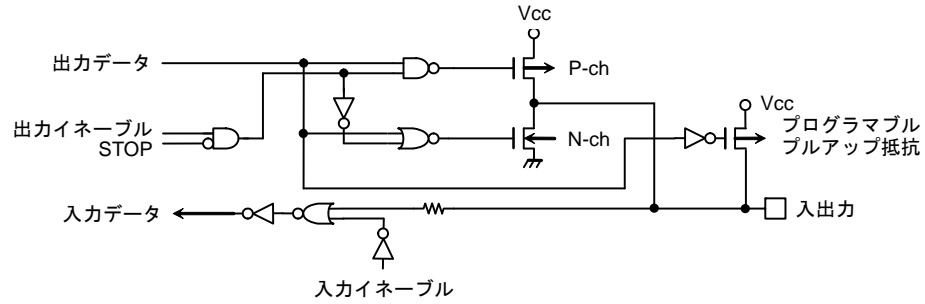 Vcc
出力データ
P-ch
出力イネーブル
STOP
N-ch
Vcc
プログラマブル
プルアップ抵抗
入力データ
入出力
入力イネーブル